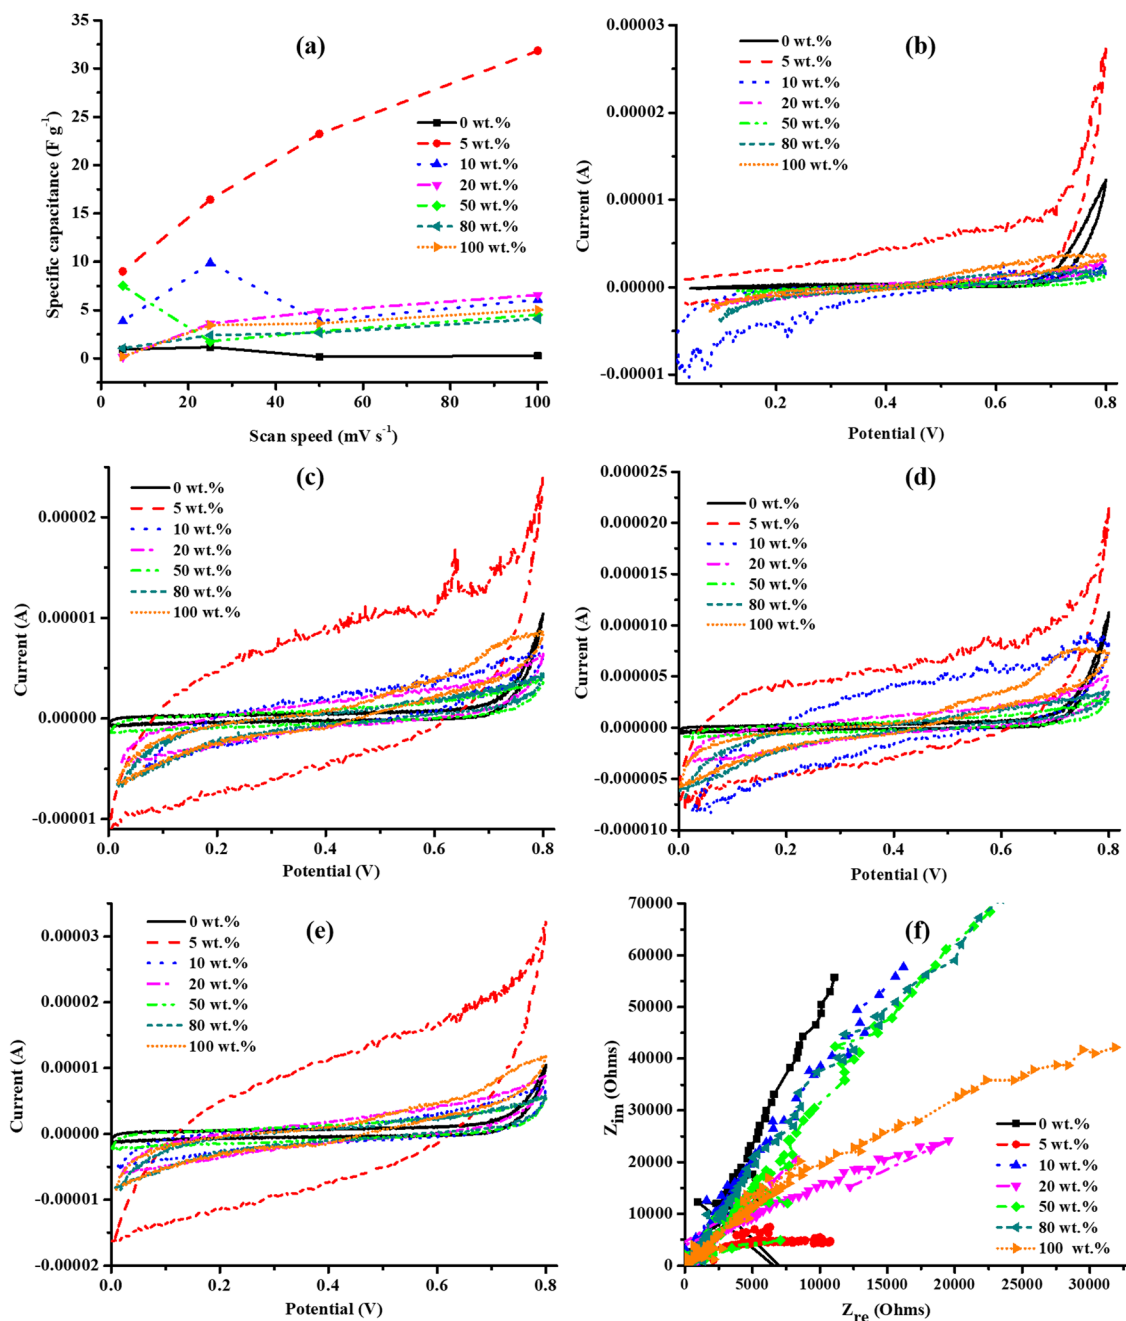 (a)
Specific capacitance (F g-1)
35
30
25
20
15
10
5
0
0 wt.%
5 wt.%
10 wt.%
20 wt.%
50 wt.%
80 wt.%
100 wt.%
0 20 40 60 80 100
Scan speed (mV s-1)
(b)
Current (A)
0.00003
0.00002
0.00001
0.00000
-0.00001
0 wt.%
5 wt.%
10 wt.%
20 wt.%
50 wt.%
80 wt.%
100 wt.%
0.2 0.4 0.6 0.8
Potential (V)
(c)
Current (A)
0.00002
0.00001
0.00000
-0.00001
0 wt.%
5 wt.%
10 wt.%
20 wt.%
50 wt.%
80 wt.%
100 wt.%
0.0 0.2 0.4 0.6 0.8
Potential (V)
(d)
Current (A)
0.000025
0.000020
0.000015
0.000010
0.000005
0.000000
-0.000005
-0.000010
0 wt.%
5 wt.%
10 wt.%
20 wt.%
50 wt.%
80 wt.%
100 wt.%
0.0 0.2 0.4 0.6 0.8
Potential (V)
(e)
Current (A)
0.00003
0.00002
0.00001
0.00000
-0.00001
-0.00002
0 wt.%
5 wt.%
10 wt.%
20 wt.%
50 wt.%
80 wt.%
100 wt.%
0.0 0.2 0.4 0.6 0.8
Potential (V)
(f)
Zim (Ohms)
70000
60000
50000
40000
30000
20000
10000
0
0 wt.%
5 wt.%
10 wt.%
20 wt.%
50 wt.%
80 wt.%
100 wt.%
0 5000 10000 15000 20000 25000 30000
Zre (Ohms)